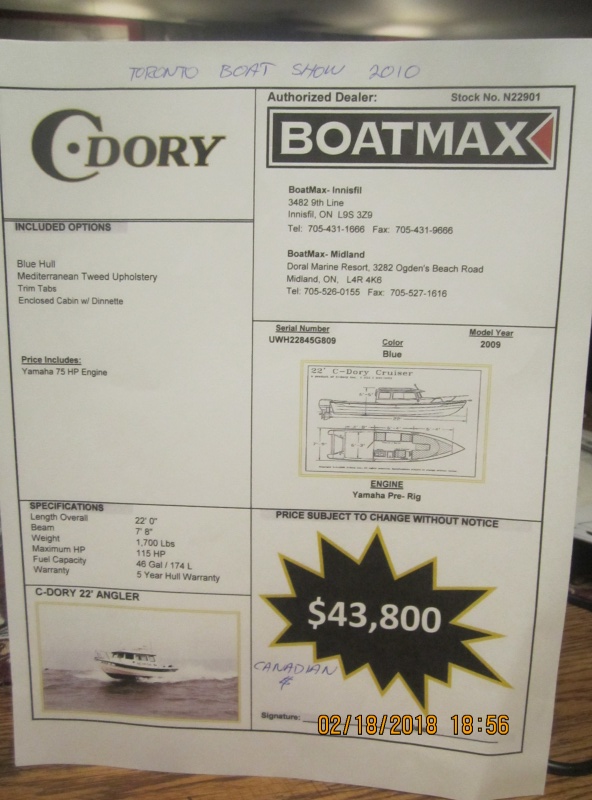 TORONTO BOAT SHOW 2010
C·DORY
Authorized Dealer: Stock No. N22901
BOATMAX
BoatMax- Innisfil
3482 9th Line
Innisfil, ON L9S 3Z9
Tel: 705-431-1666 Fax: 705-431-9666
BoatMax- Midland
Doral Marine Resort, 3282 Ogden's Beach Road
Midland, ON, L4R 4K6
Tel: 705-526-0155 Fax: 705-527-1616
INCLUDED OPTIONS
Blue Hull
Mediterranean Tweed Upholstery
Trim Tabs
Enclosed Cabin w/ Dinnette
Price Includes:
Yamaha 75 HP Engine
Serial Number
UWH22845G809
Color
Blue
Model Year
2009
22' C-Dory Cruiser
ENGINE
Yamaha Pre- Rig
SPECIFICATIONS
Length Overall 22' 0"
Beam 7' 8"
Weight 1,700 Lbs
Maximum HP 115 HP
Fuel Capacity 46 Gal / 174 L
Warranty 5 Year Hull Warranty
C-DORY 22' ANGLER
PRICE SUBJECT TO CHANGE WITHOUT NOTICE
$43,800
CANADIAN
$
Signature:
02/18/2018 18:56